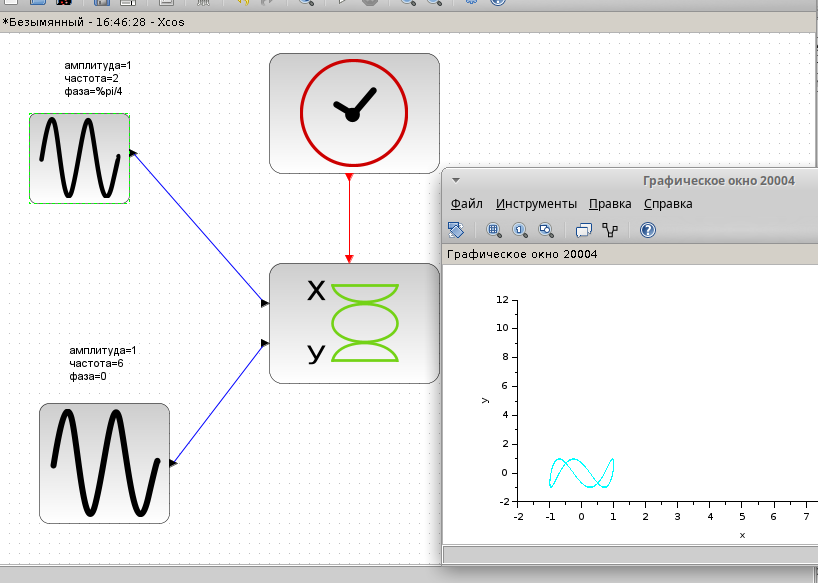 *Безымянный - 16:46:28 - Xcos
амплитуда=1
частота=2
фаза=%pi/4
X
y
амплитуда=1
частота=6
фаза=0
Графическое окно 20004
Файл Инструменты Правка Справка
Графическое окно 20004
12
10
8
6
4
2
0
-2
y
-2 -1 0 1 2 3 4 5 6 7
x